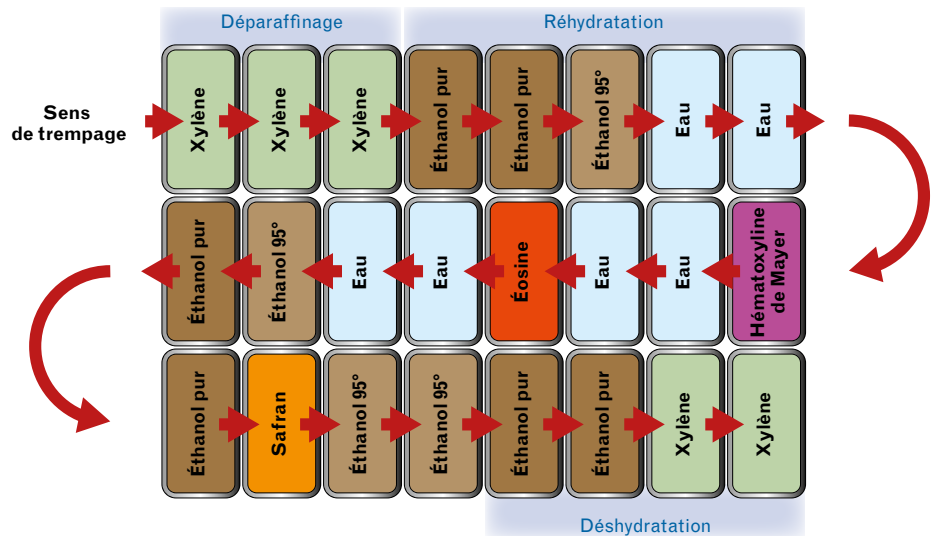 Déparaffinage
Réhydratation
Sens
de trempage
Xylène
Xylène
Xylène
Éthanol pur
Éthanol pur
Éthanol 95°
Eau
Eau
Hématoxyline
de Mayer
Eau
Eau
Éosine
Eau
Eau
Éthanol 95°
Éthanol pur
Éthanol pur
Safran
Éthanol 95°
Éthanol 95°
Éthanol pur
Éthanol pur
Xylène
Xylène
Déshydratation